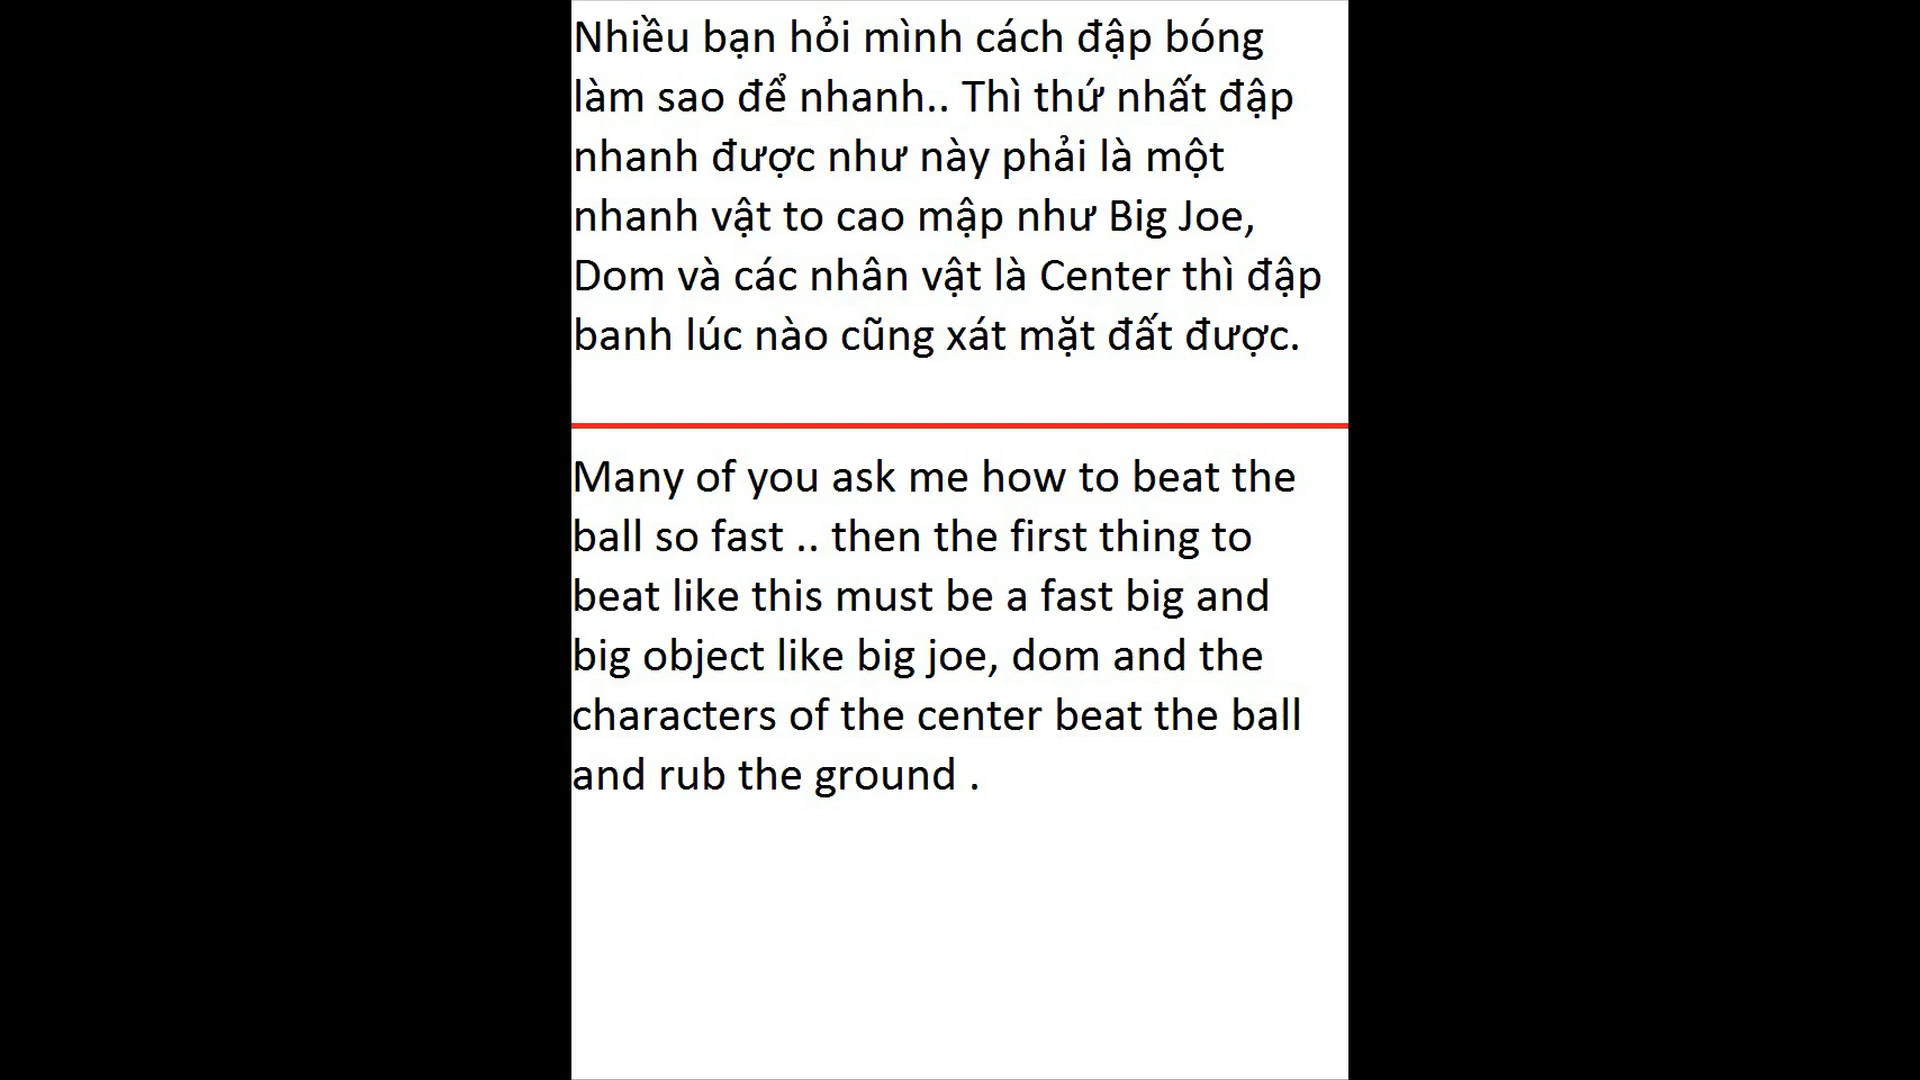 Nhiều bạn hỏi mình cách đập bóng
làm sao để nhanh.. Thì thứ nhất đập
nhanh được như này phải là một
nhanh vật to cao mập như Big Joe,
Dom và các nhân vật là Center thì đập
banh lúc nào cũng xát mặt đất được.
Many of you ask me how to beat the
ball so fast .. then the first thing to
beat like this must be a fast big and
big object like big joe, dom and the
characters of the center beat the ball
and rub the ground .